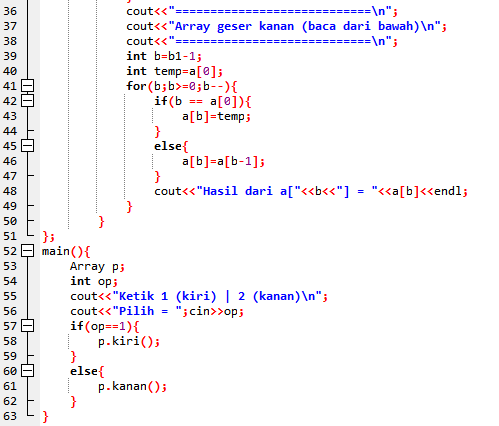 36 cout<<"============================\n";
37 cout<<"Array geser kanan (baca dari bawah)\n";
38 cout<<"============================\n";
39 int b=b1-1;
40 int temp=a[0];
41 for(b;b>=0;b--){
42 if(b == a[0]){
43 a[b]=temp;
44 }
45 else{
46 a[b]=a[b-1];
47 }
48 cout<<"Hasil dari a["<<b<<"] = "<<a[b]<<endl;
49 }
50 }
51 };
52 main(){
53 Array p;
54 int op;
55 cout<<"Ketik 1 (kiri) | 2 (kanan)\n";
56 cout<<"Pilih = ";cin>>op;
57 if(op==1){
58 p.kiri();
59 }
60 else{
61 p.kanan();
62 }
63 }